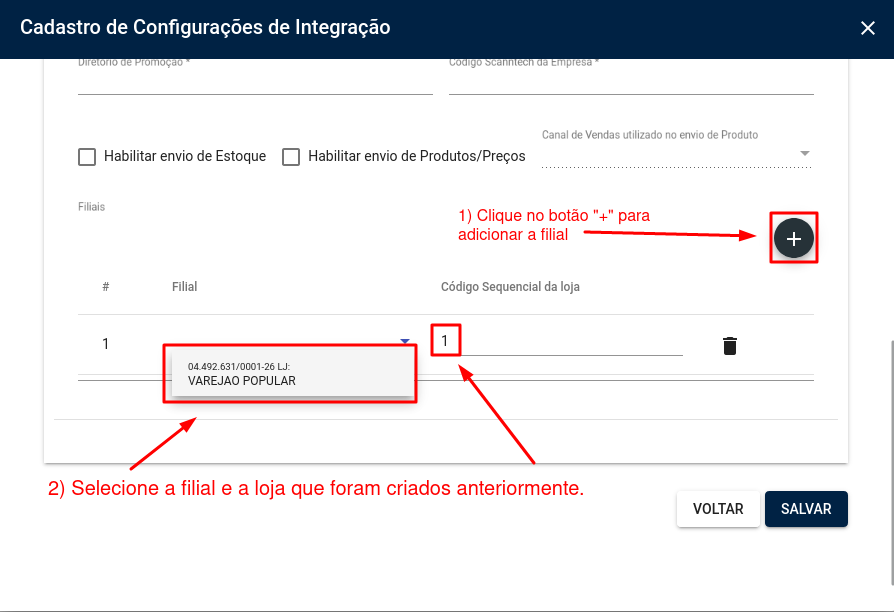 Cadastro de Configurações de Integração
Diretório de Promoção *
Código Scanntech da Empresa *
Canal de Vendas utilizado no envio de Produto
Habilitar envio de Estoque
Habilitar envio de Produtos/Preços
Filiais
1) Clique no botão "+" para
adicionar a filial
# Filial Código Sequencial da loja
1 1
04.492.631/0001-26 LJ:
VAREJAO POPULAR
2) Selecione a filial e a loja que foram criados anteriormente.
VOLTAR SALVAR